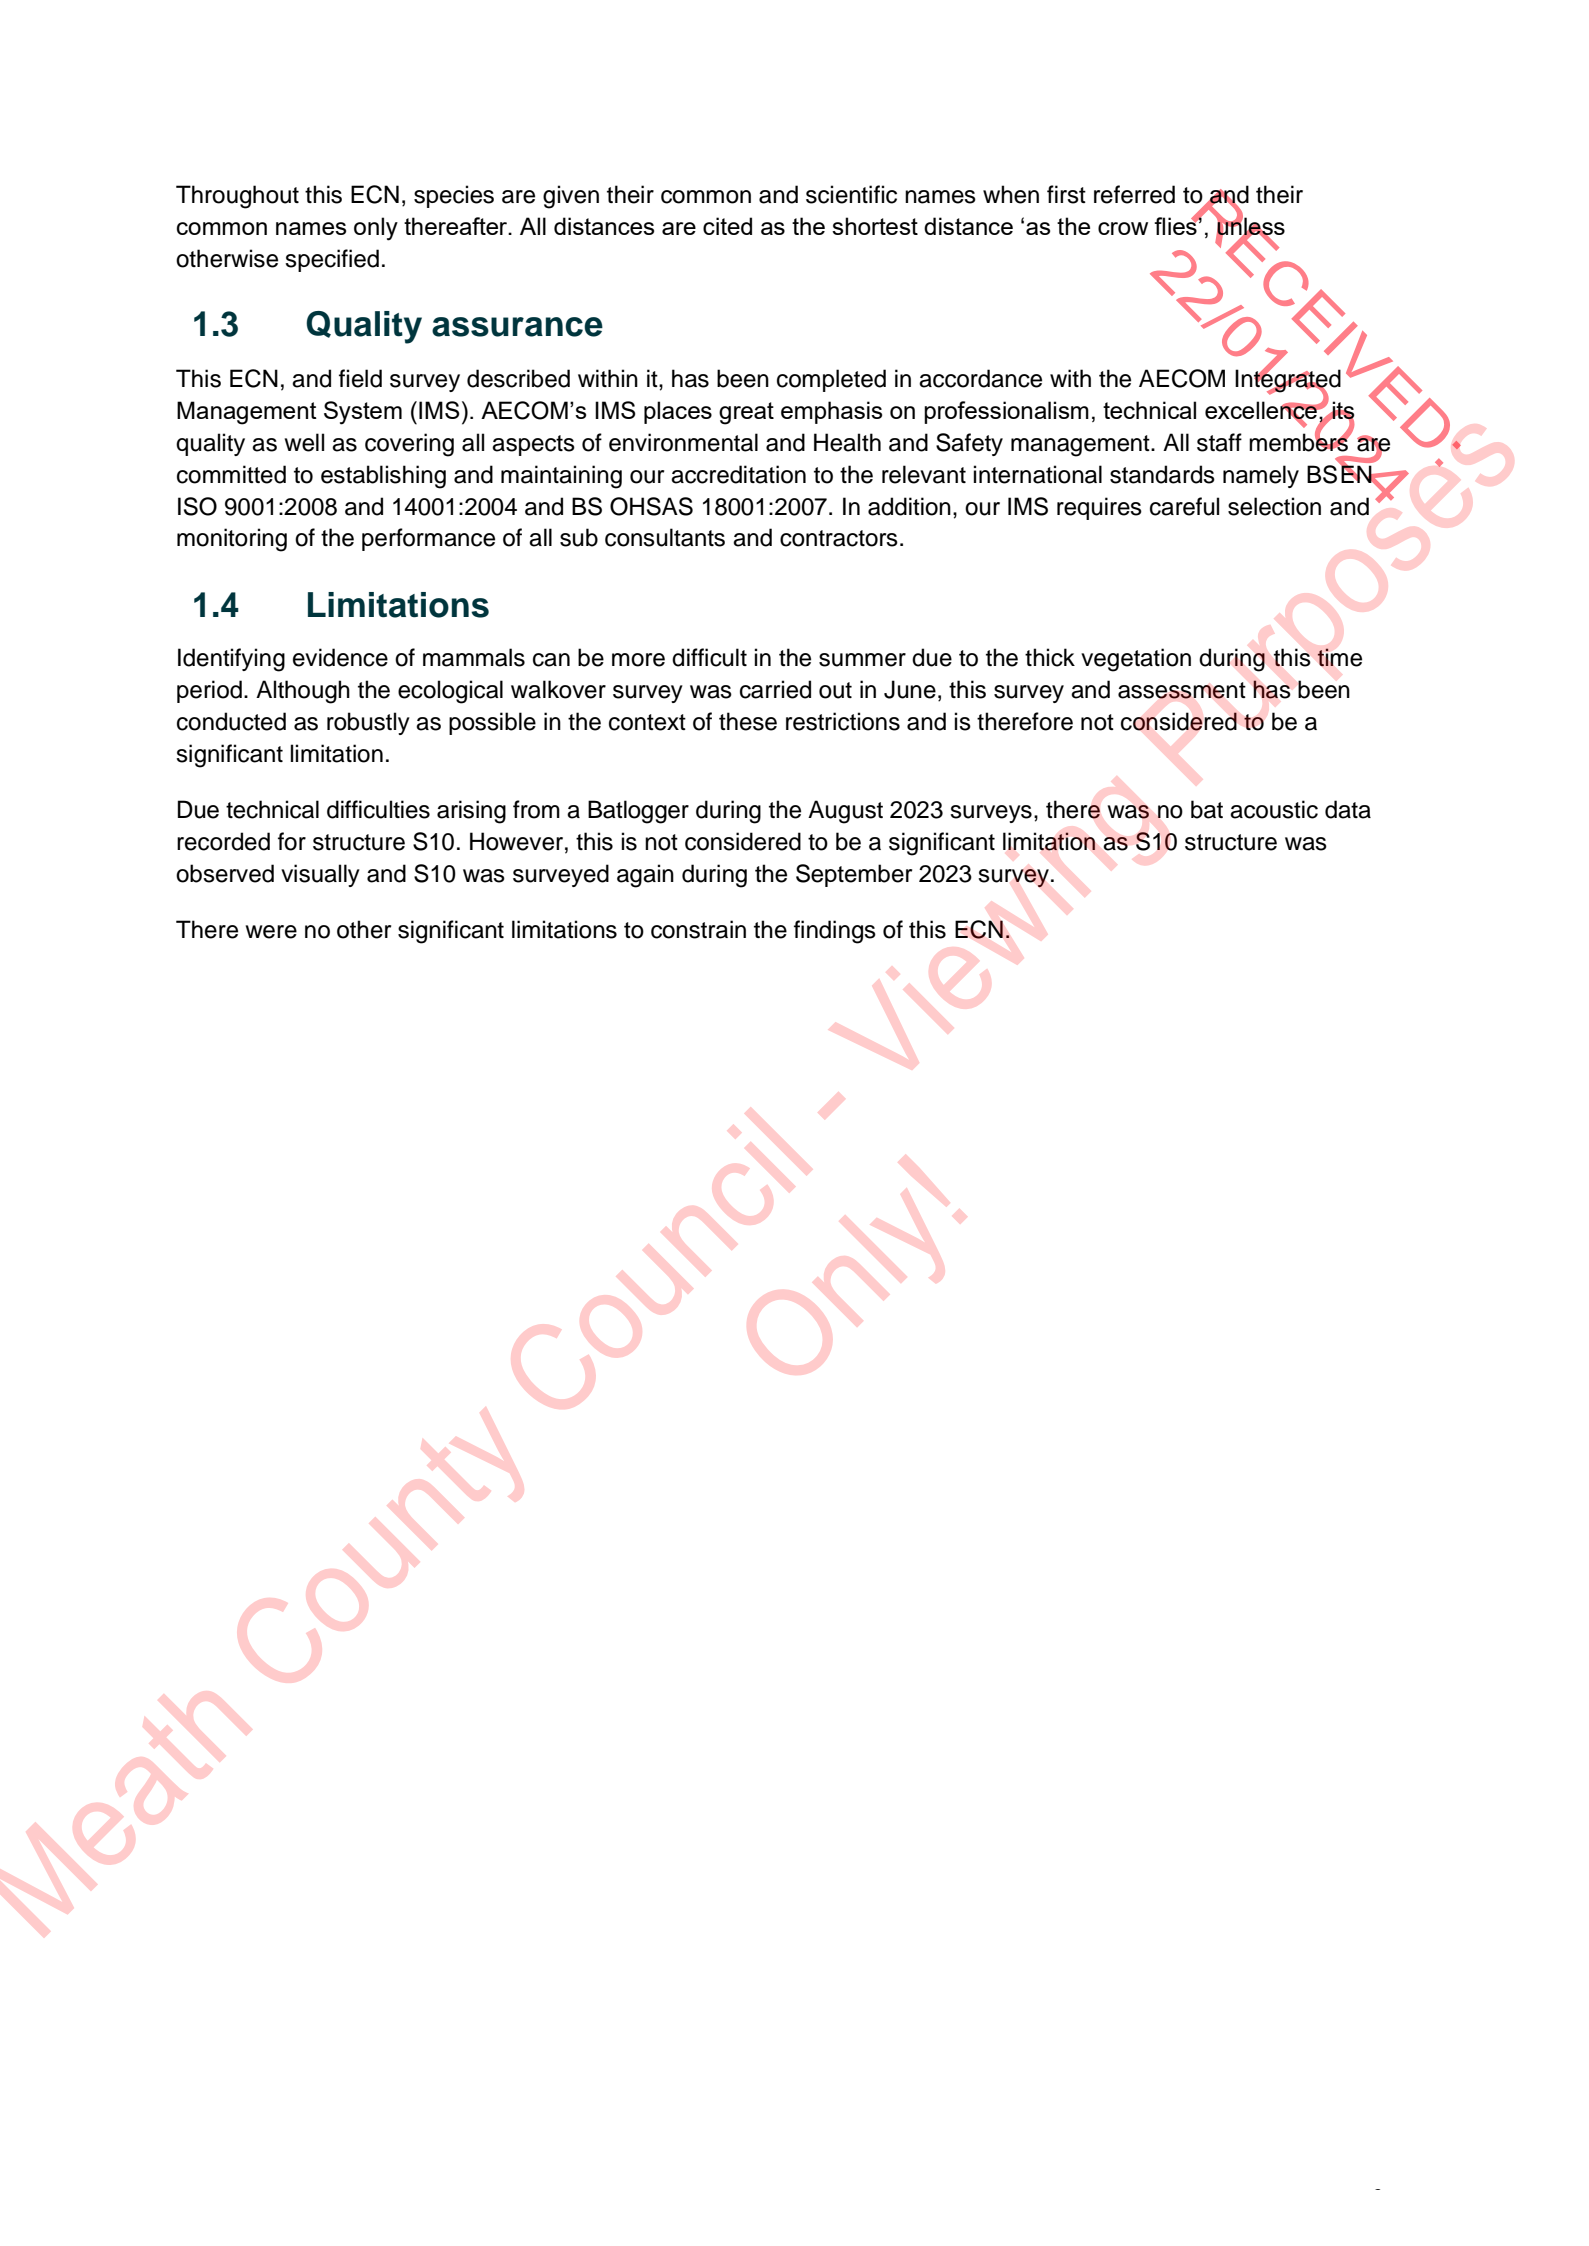 Throughout this ECN, species are given their common and scientific names when first referred to and their
common names only thereafter. All distances are cited as the shortest distance ‘as the crow flies’, unless
otherwise specified.
RECEIVED:
22/01/2024
1.3 Quality assurance
This ECN, and field survey described within it, has been completed in accordance with the AECOM Integrated
Management System (IMS). AECOM’s IMS places great emphasis on professionalism, technical excellence, its
quality as well as covering all aspects of environmental and Health and Safety management. All staff members are
committed to establishing and maintaining our accreditation to the relevant international standards namely BSEN
ISO 9001:2008 and 14001:2004 and BS OHSAS 18001:2007. In addition, our IMS requires careful selection and
monitoring of the performance of all sub consultants and contractors.
1.4 Limitations
Identifying evidence of mammals can be more difficult in the summer due to the thick vegetation during this time
period. Although the ecological walkover survey was carried out in June, this survey and assessment has been
conducted as robustly as possible in the context of these restrictions and is therefore not considered to be a
significant limitation.
Due technical difficulties arising from a Batlogger during the August 2023 surveys, there was no bat acoustic data
recorded for structure S10. However, this is not considered to be a significant limitation as S10 structure was
observed visually and S10 was surveyed again during the September 2023 survey.
There were no other significant limitations to constrain the findings of this ECN.
Meath County Council - Viewing Purposes
Only!